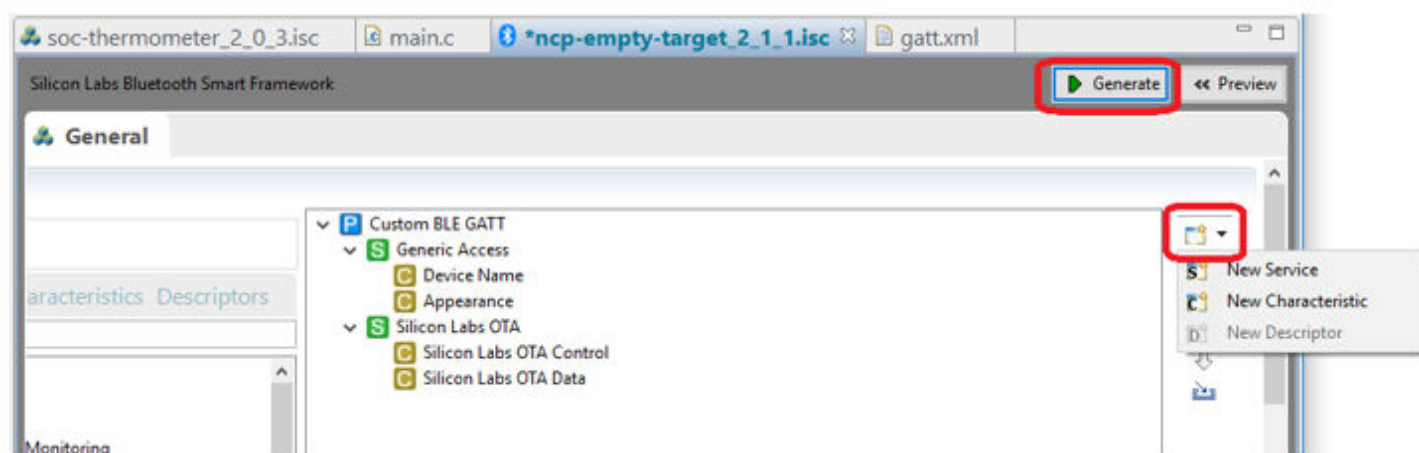 soc-thermometer_2_0_3.isc main.c *ncp-empty-target_2_1_1.isc gatt.xml
Silicon Labs Bluetooth Smart Framework Generate Preview
General
P Custom BLE GATT
S Generic Access
C Device Name
C Appearance
S Silicon Labs OTA
C Silicon Labs OTA Control
C Silicon Labs OTA Data
aracteristics Descriptors
Monitoring
S New Service
C New Characteristic
D New Descriptor